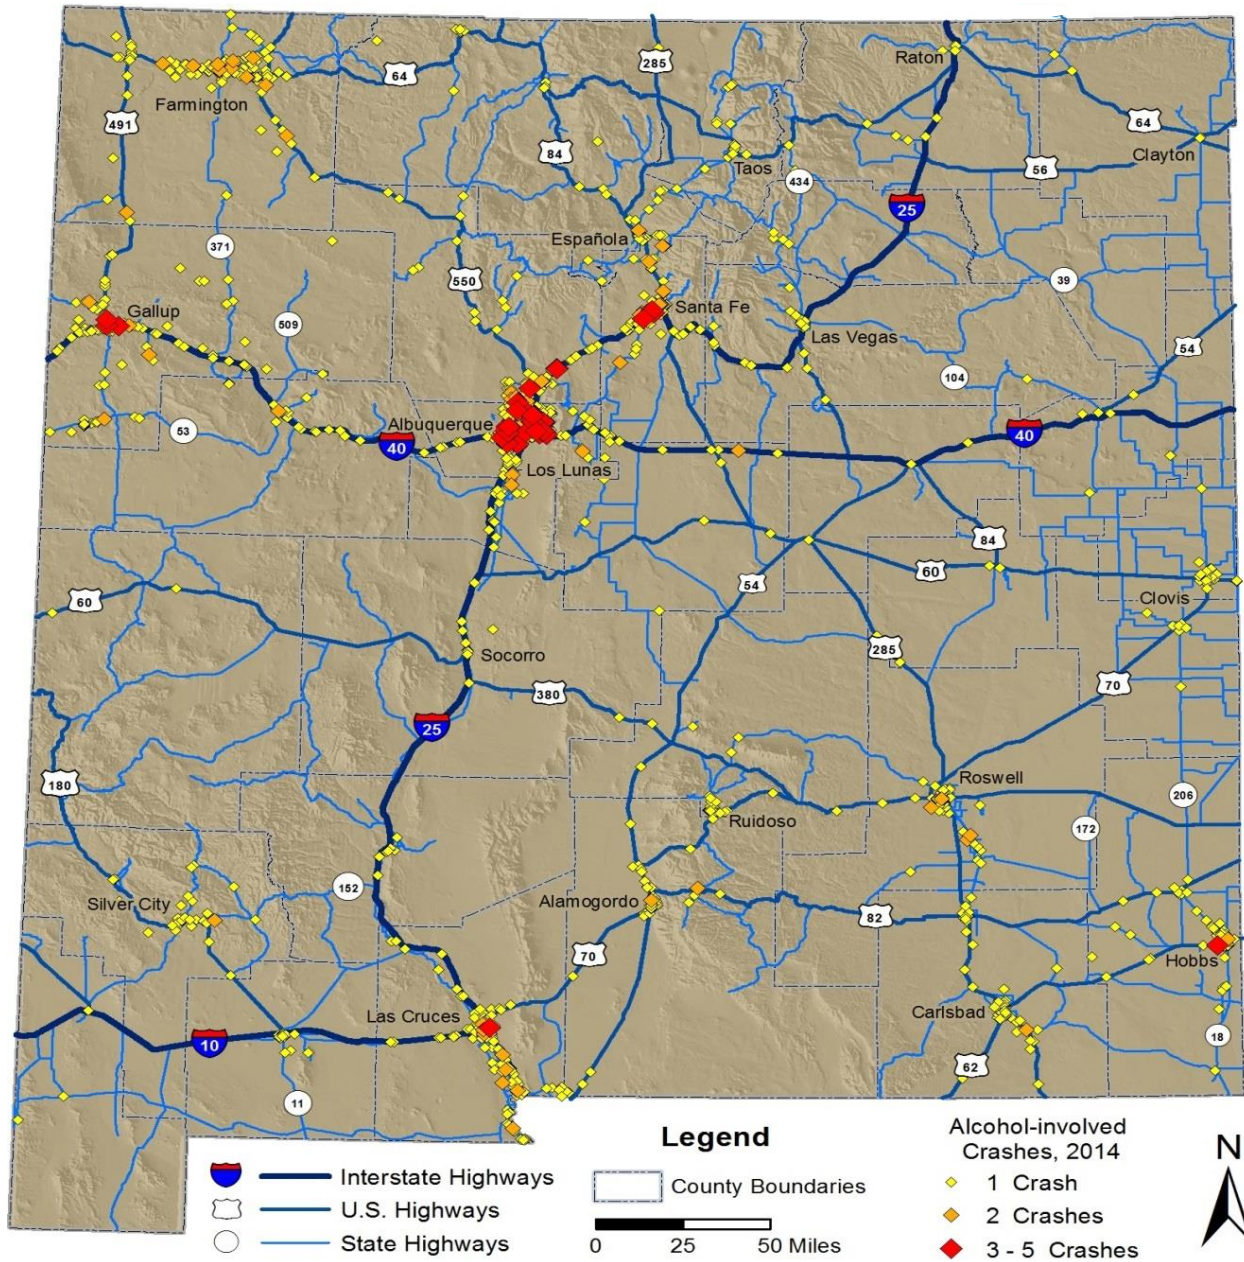 Raton
285
64
Farmington
491
64
Clayton
84
Taos
56
434
25
371
Española
550
39
Gallup
Santa Fe
509
Las Vegas
54
104
53
Albuquerque
40
40
Los Lunas
84
60
54
60
Clovis
Socorro
285
380
70
25
180
Roswell
206
Ruidoso
172
152
Silver City
Alamogordo
82
70
Hobbs
Las Cruces
Carlsbad
10
18
62
11
Legend
Interstate Highways
U.S. Highways
State Highways
County Boundaries
0 25 50 Miles
Alcohol-involved
Crashes, 2014
1 Crash
2 Crashes
3 - 5 Crashes
N